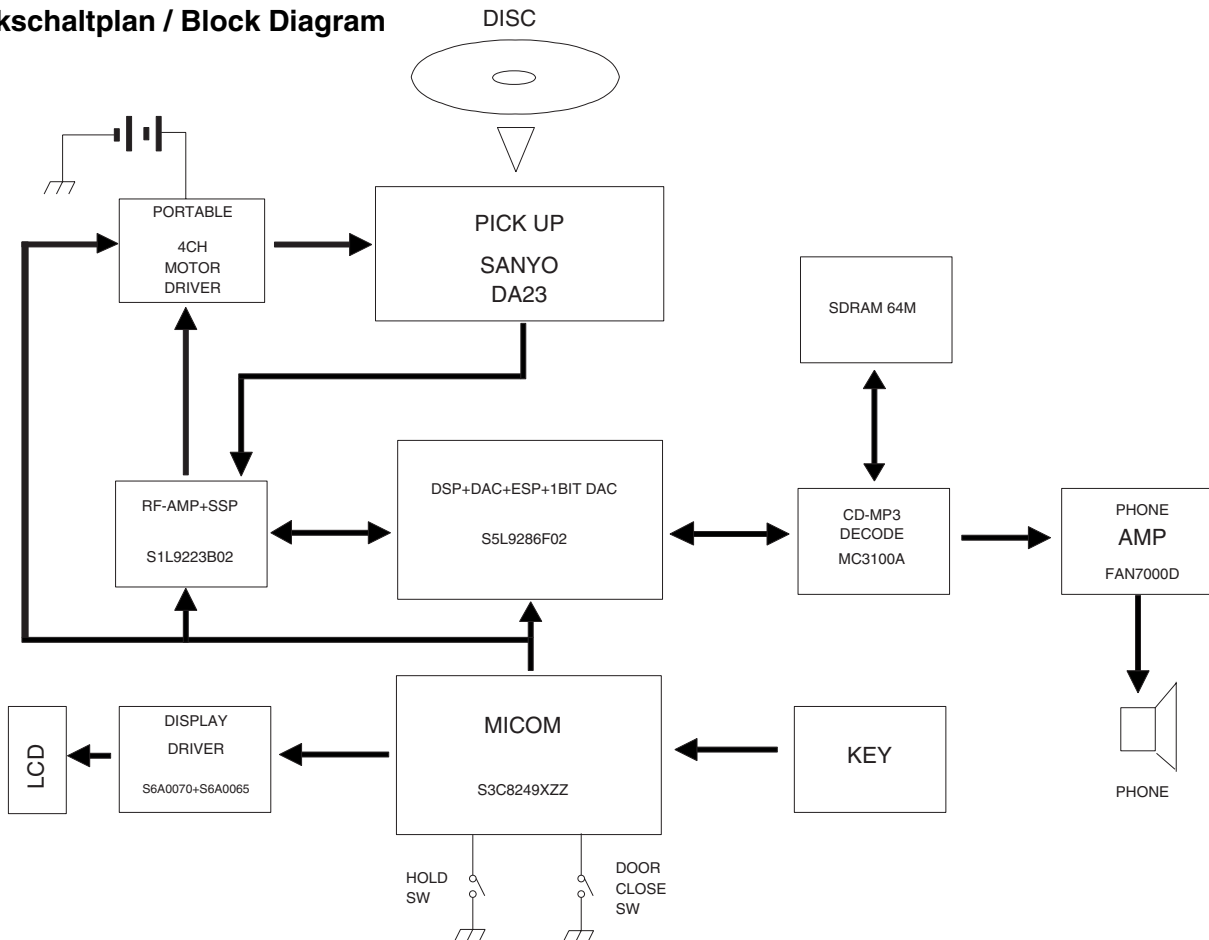 kschaltplan / Block Diagram
DISC
PORTABLE
4CH
MOTOR
DRIVER
PICK UP
SANYO
DA23
SDRAM 64M
RF-AMP+SSP
S1L9223B02
DSP+DAC+ESP+1BIT DAC
S5L9286F02
CD-MP3
DECODE
MC3100A
PHONE
AMP
FAN7000D
LCD
DISPLAY
DRIVER
S6A0070+S6A0065
MICOM
S3C8249XZZ
KEY
PHONE
HOLD
SW
DOOR
CLOSE
SW